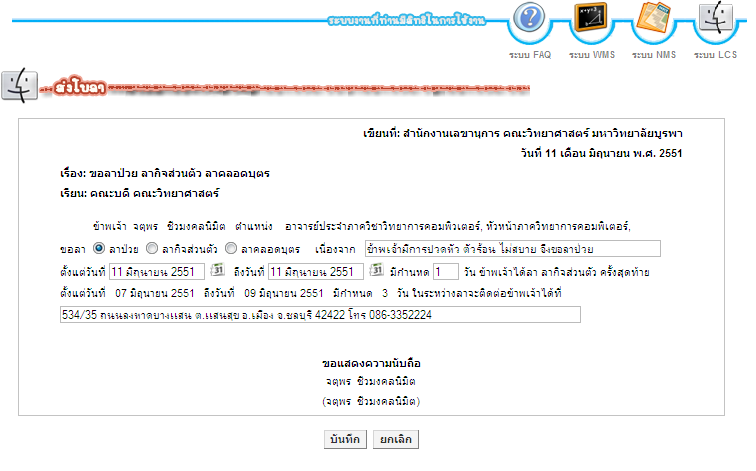 ระบบงานที่ท่านมีสิทธิ์ในการใช้งาน
ระบบ FAQ ระบบ WMS ระบบ NMS ระบบ LCS
ส่งใบลา
เขียนที่: สำนักงานเลขานุการ คณะวิทยาศาสตร์ มหาวิทยาลัยบูรพา
วันที่ 11 เดือน มิถุนายน พ.ศ. 2551
เรื่อง: ขอลาป่วย ลากิจส่วนตัว ลาคลอดบุตร
เรียน: คณะบดี คณะวิทยาศาสตร์
ข้าพเจ้า จตุพร ชิวมงคลนิมิต ตำแหน่ง อาจารย์ประจำภาควิชาวิทยาการคอมพิวเตอร์, หัวหน้าภาควิทยาการคอมพิเตอร์,
ขอลา ลาป่วย ลากิจส่วนตัว ลาคลอดบุตร เนื่องจาก ข้าพเจ้ามีการปวดหัว ตัวร้อน ไม่สบาย จึงขอลาป่วย
ตั้งแต่วันที่ 11 มิถุนายน 2551 ถึงวันที่ 11 มิถุนายน 2551 มีกำหนด 1 วัน ข้าพเจ้าได้ลา ลากิจส่วนตัว ครั้งสุดท้าย
ตั้งแต่วันที่ 07 มิถุนายน 2551 ถึงวันที่ 09 มิถุนายน 2551 มีกำหนด 3 วัน ในระหว่างลาจะติดต่อข้าพเจ้าได้ที่
534/35 ถนนลงหาดบางแสน ต.แสนสุข อ.เมือง จ.ชลบุรี 42422 โทร 086-3352224
ขอแสดงความนับถือ
จตุพร ชิวมงคลนิมิต
(จตุพร ชิวมงคลนิมิต)
บันทึก ยกเลิก